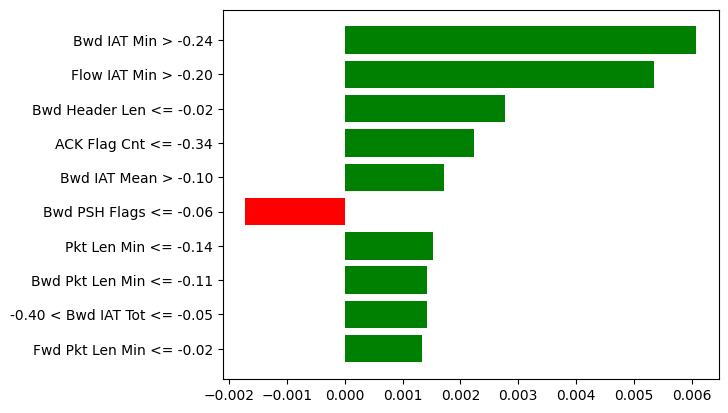 Bwd IAT Min > -0.24
Flow IAT Min > -0.20
Bwd Header Len <= -0.02
ACK Flag Cnt <= -0.34
Bwd IAT Mean > -0.10
Bwd PSH Flags <= -0.06
Pkt Len Min <= -0.14
Bwd Pkt Len Min <= -0.11
-0.40 < Bwd IAT Tot <= -0.05
Fwd Pkt Len Min <= -0.02
−0.002 −0.001 0.000 0.001 0.002 0.003 0.004 0.005 0.006